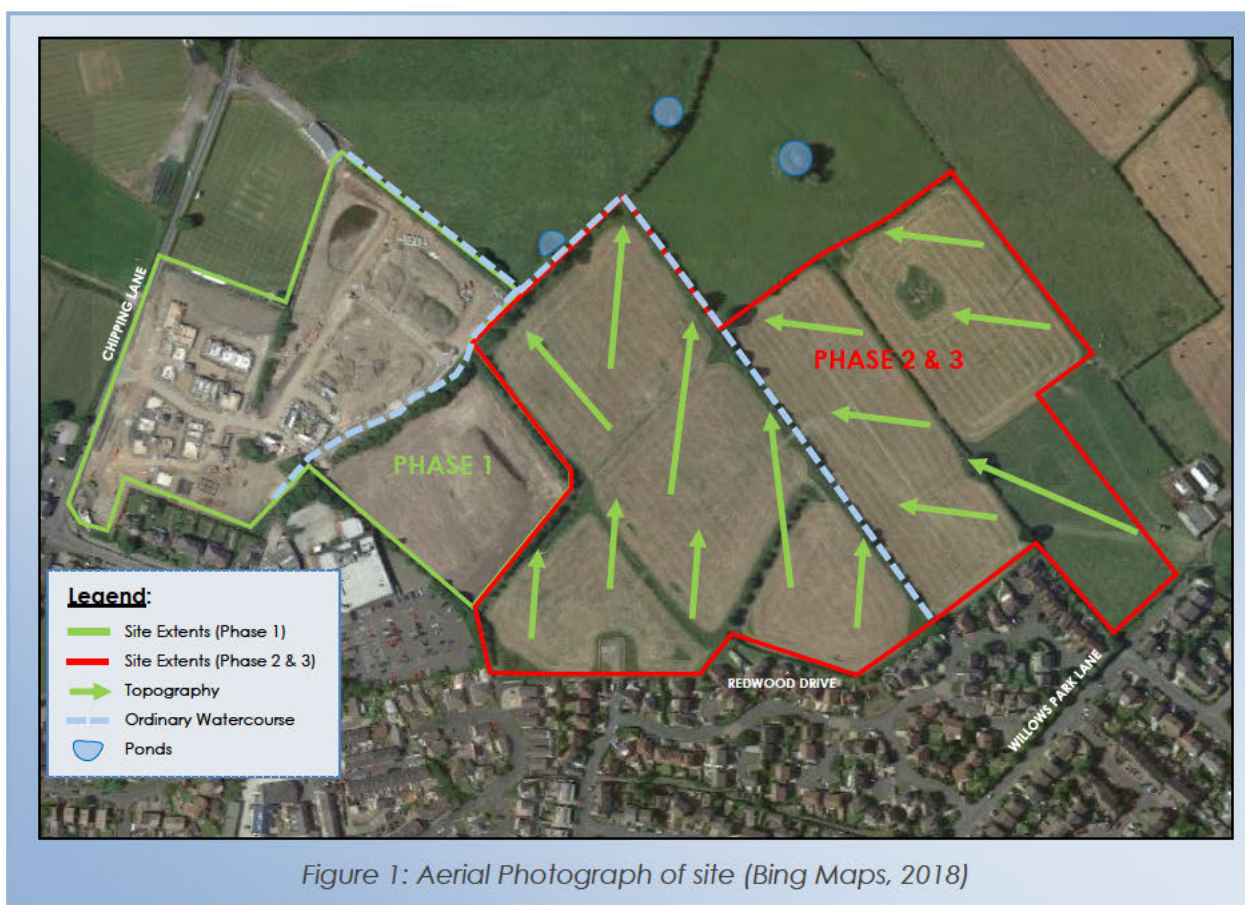 CHIPPING LANE
PHASE 1
PHASE 2 & 3
REDWOOD DRIVE
WILLOWS PARK LANE
Legend:
Site Extents (Phase 1)
Site Extents (Phase 2 & 3)
Topography
Ordinary Watercourse
Ponds
Figure 1: Aerial Photograph of site (Bing Maps, 2018)